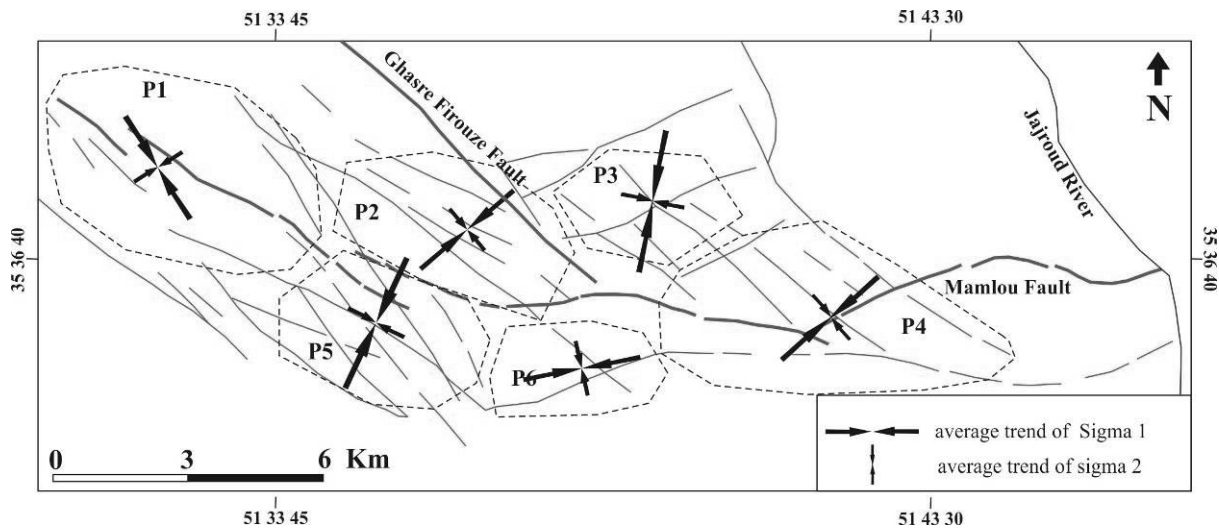 51 33 45
51 43 30
P1
Ghasre Firouze Fault
N
Jajroud River
P3
P2
35 36 40
35 36 40
Mamlou Fault
P4
P5
P6
average trend of Sigma 1
average trend of sigma 2
0 3 6 Km
51 33 45
51 43 30